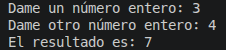 Dame un número entero: 3
Dame otro número entero: 4
El resultado es: 7